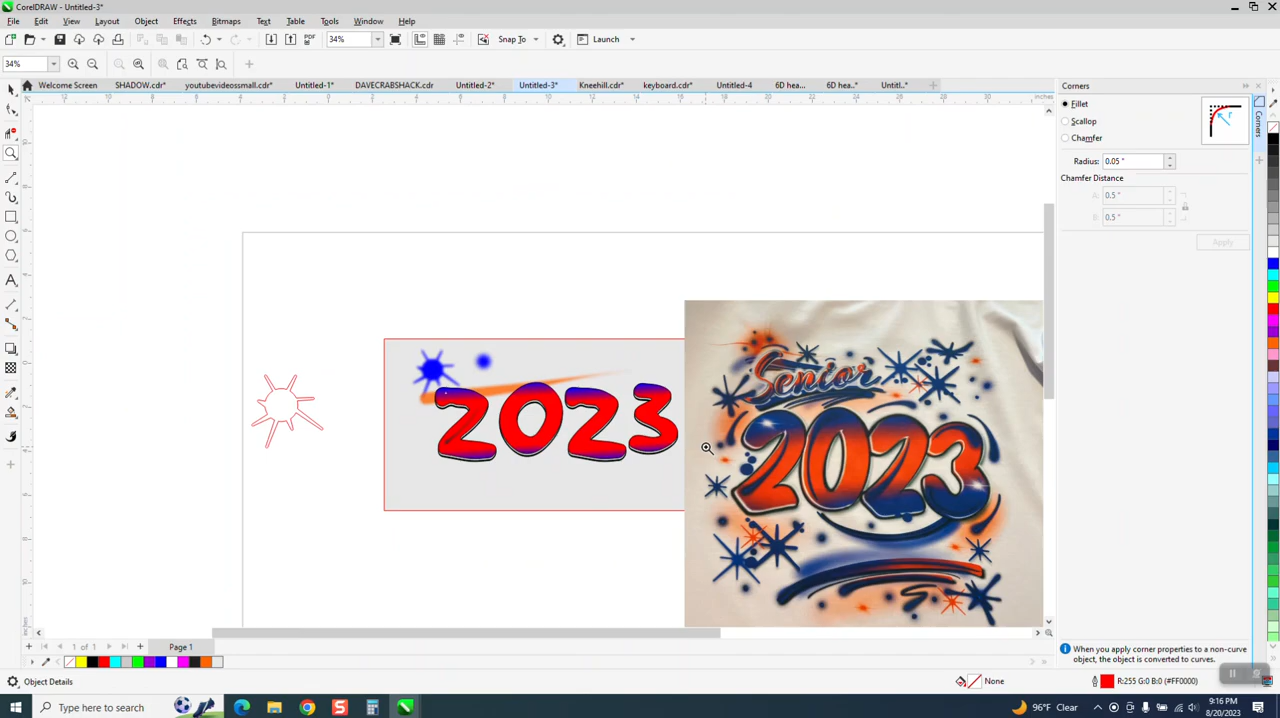 CorelDRAW - Untitled-3*
File Edit View Layout Object Effects Bitmaps Text Table Tools Window Help
PDF 34% Snap To Launch
34%
Welcome Screen SHADOW.cdr* youtubevideossmall.cdr* Untitled-1* DAVECRABSHACK.cdr Untitled-2* Untitled-3* Kneehill.cdr* keyboard.cdr* Untitled-4 6D hea... 6D hea...* Untitl..*
inches
Corners
Fillet
Scallop
Chamfer
Radius: 0.05 "
Chamfer Distance
A: 0.5 "
B: 0.5 "
Apply
Corners
2023
Senior
2023
1 of 1 Page 1
When you apply corner properties to a non-curve
object, the object is converted to curves.
Object Details
None R:255 G:0 B:0 (#FF0000)
Type here to search
96°F Clear
9:16 PM
8/20/2023